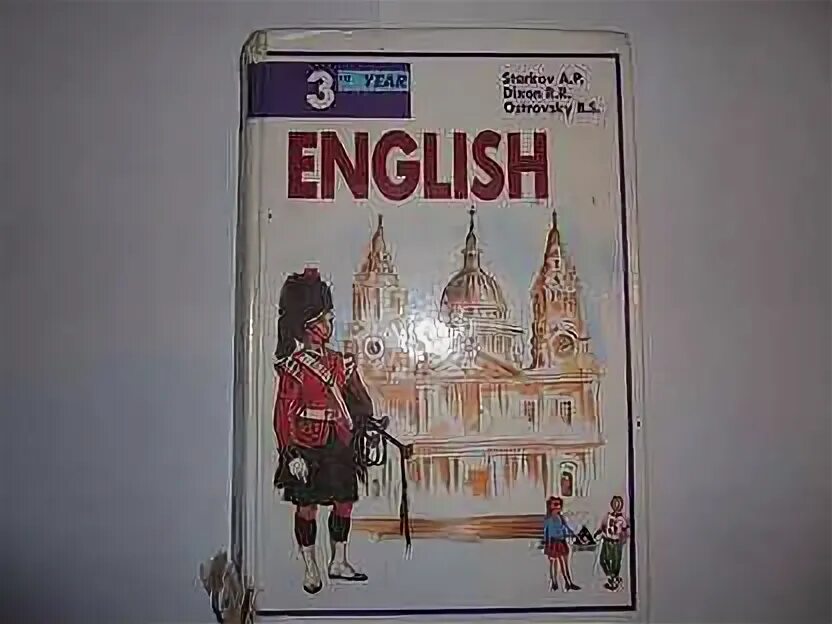 3RD YEAR
Starkov A.P.
Dixon R.R.
Ostrovsky B.S.
ENGLISH